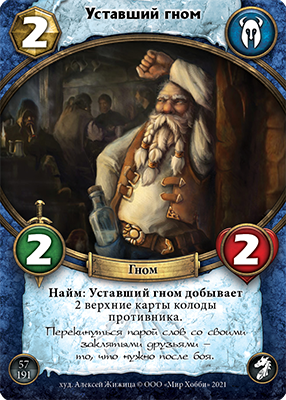 Уставший гном
2
Гном
2
2
Найм: Уставший гном добывает
2 верхние карты колоды
противника.
Перекинуться парой слов со своими
заклятыми друзьями —
то, что нужно после боя.
57
191
худ. Алексей Жижица © ООО «Мир Хобби» 2021